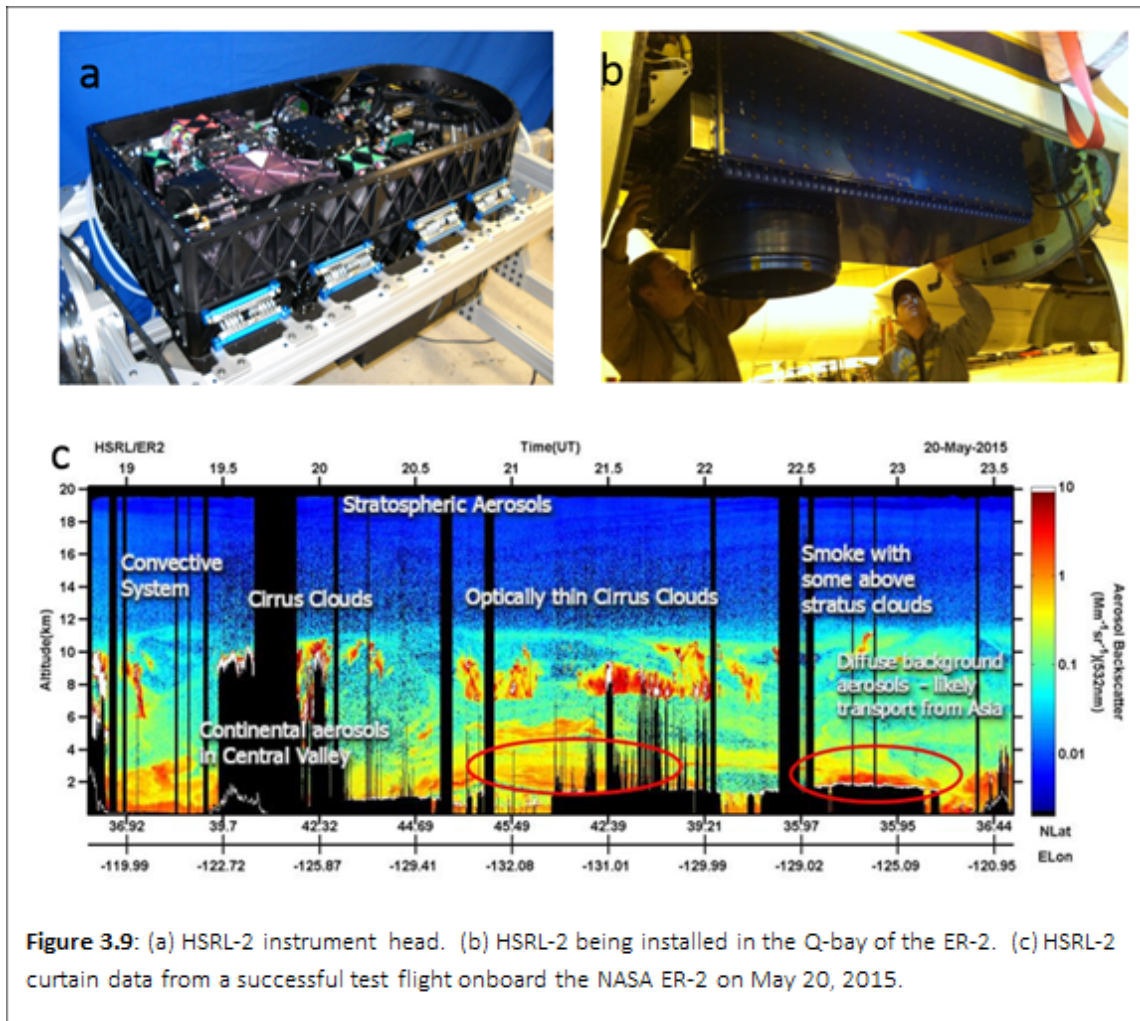 a
b
c
HSRL/ER2 Time(UT) 20-May-2015
19 19.5 20 20.5 21 21.5 22 22.5 23 23.5
20
18
16
14
12
10
8
6
4
2
Altitude(km)
Stratospheric Aerosols
Convective
System
Cirrus Clouds
Optically thin Cirrus Clouds
Smoke with
some above
stratus clouds
Diffuse background
aerosols - likely
transport from Asia
Continental aerosols
in Central Valley
10
1
0.1
0.01
Aerosol Backscatter
(Mm-1sr-1)(532nm)
36.92 39.7 42.32 44.69 45.49 42.39 39.21 35.97 35.95 36.44 NLat
-119.99 -122.72 -125.87 -129.41 -132.08 -131.01 -129.99 -129.02 -125.09 -120.95 ELon
Figure 3.9: (a) HSRL-2 instrument head. (b) HSRL-2 being installed in the Q-bay of the ER-2. (c) HSRL-2
curtain data from a successful test flight onboard the NASA ER-2 on May 20, 2015.